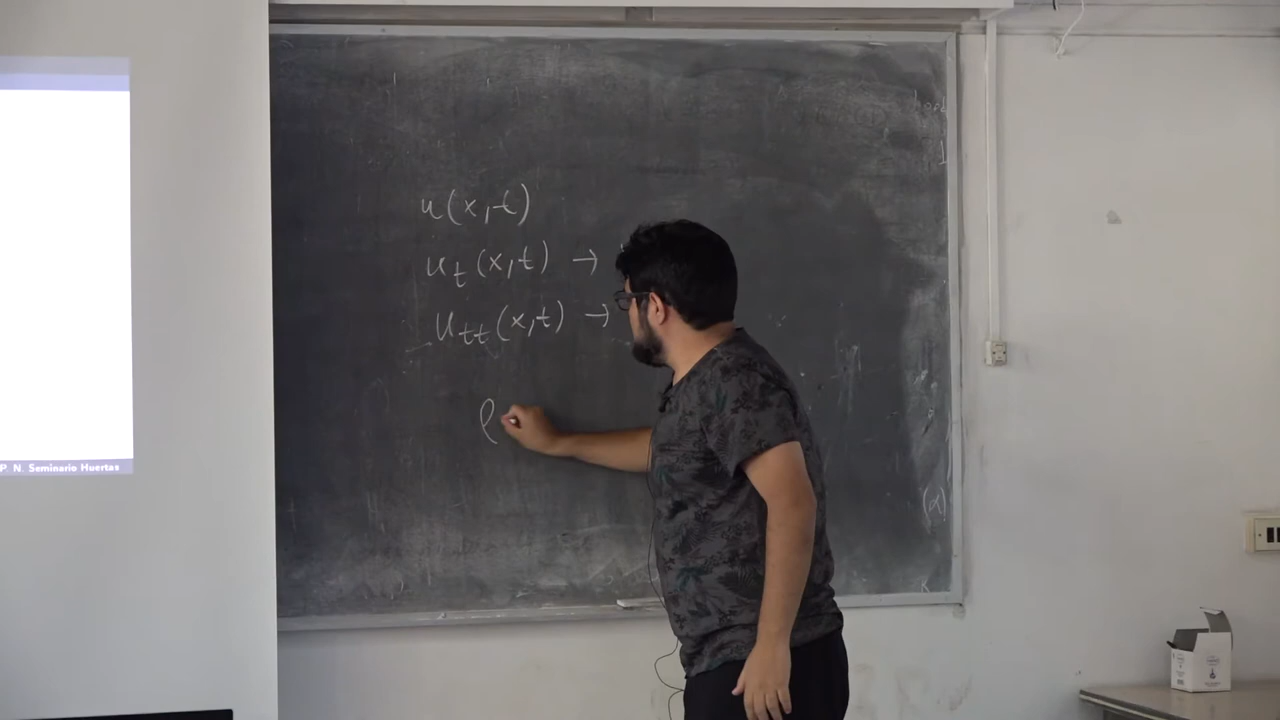 u(x,t)
u_t(x,t) →
u_tt(x,t) →
ρ
P. N. Seminario Huertas
(α)